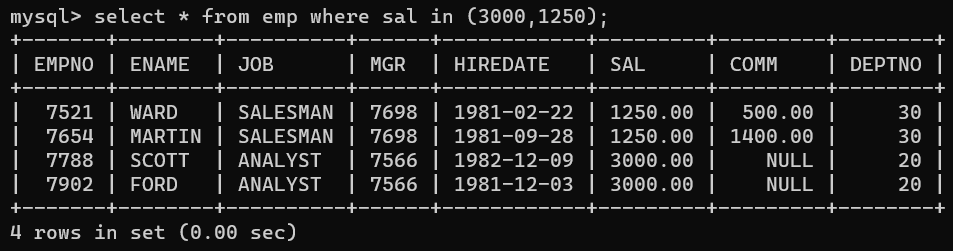 mysql> select * from emp where sal in (3000,1250);
+-------+--------+----------+------+------------+---------+---------+--------+
| EMPNO | ENAME  | JOB      | MGR  | HIREDATE   | SAL     | COMM    | DEPTNO |
+-------+--------+----------+------+------------+---------+---------+--------+
|  7521 | WARD   | SALESMAN | 7698 | 1981-02-22 | 1250.00 |  500.00 |     30 |
|  7654 | MARTIN | SALESMAN | 7698 | 1981-09-28 | 1250.00 | 1400.00 |     30 |
|  7788 | SCOTT  | ANALYST  | 7566 | 1982-12-09 | 3000.00 |    NULL |     20 |
|  7902 | FORD   | ANALYST  | 7566 | 1981-12-03 | 3000.00 |    NULL |     20 |
+-------+--------+----------+------+------------+---------+---------+--------+
4 rows in set (0.00 sec)